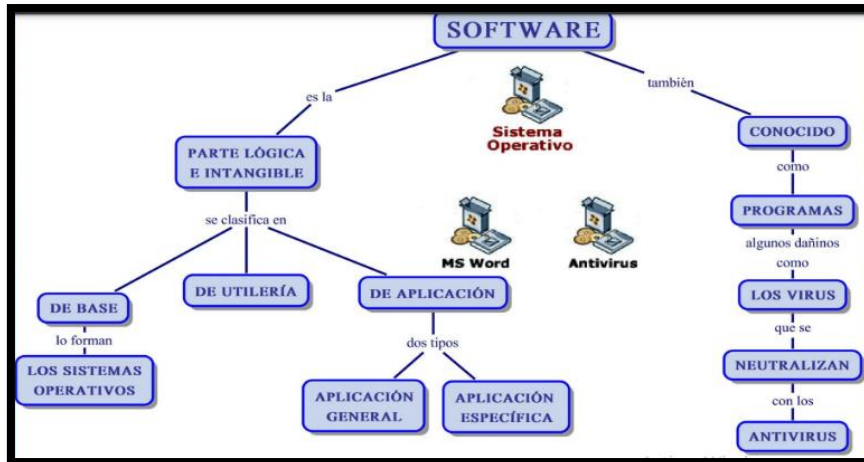 SOFTWARE
es la
también
Sistema
Operativo
PARTE LÓGICA
E INTANGIBLE
CONOCIDO
como
se clasifica en
PROGRAMAS
algunos dañinos
como
MS Word
Antivirus
DE BASE
DE UTILERÍA
DE APLICACIÓN
LOS VIRUS
lo forman
dos tipos
que se
LOS SISTEMAS
OPERATIVOS
NEUTRALIZAN
APLICACIÓN
GENERAL
APLICACIÓN
ESPECÍFICA
con los
ANTIVIRUS